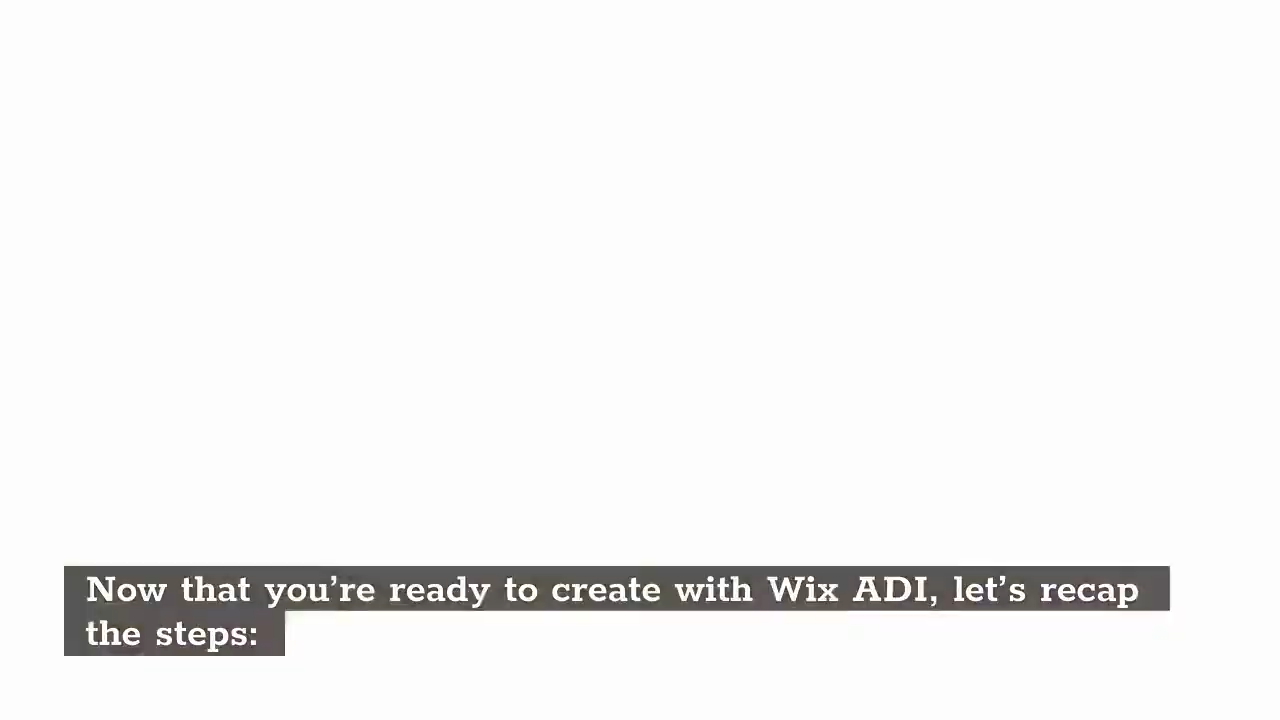 Now that you’re ready to create with Wix ADI, let’s recap
the steps: